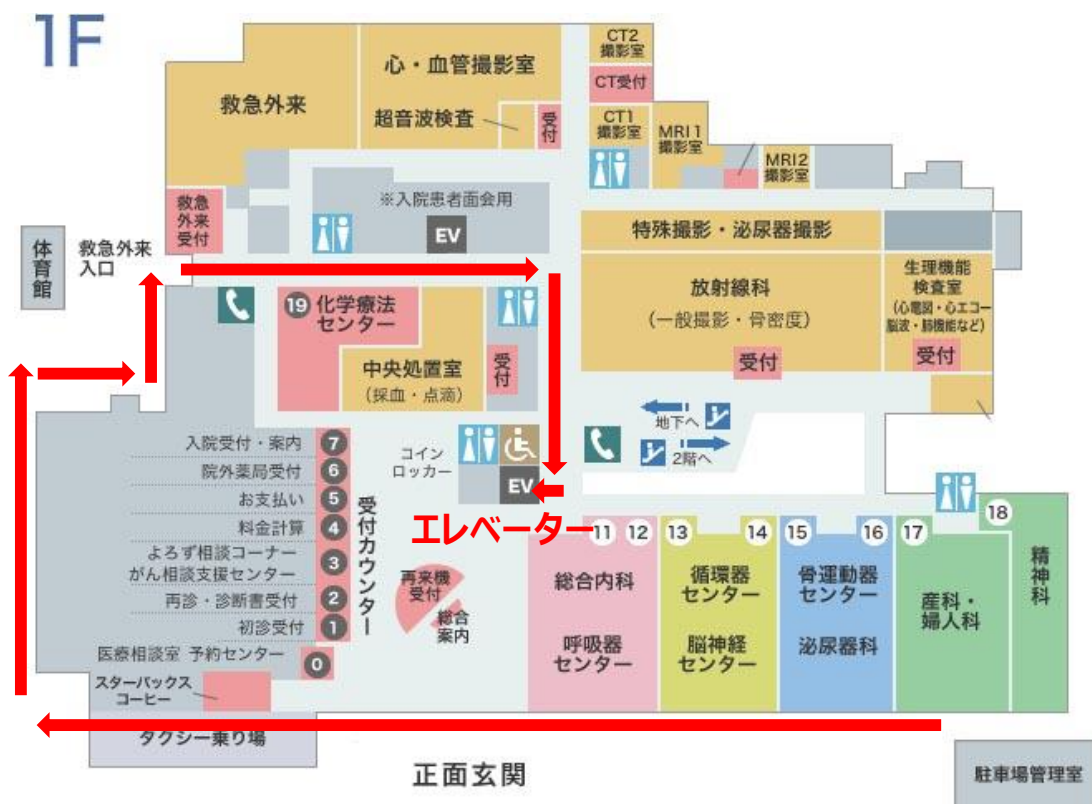 1F
CT2
撮影室
CT受付
心・血管撮影室
救急外来
超音波検査
受付
CT1
撮影室
MRI1
撮影室
MRI2
撮影室
※入院患者面会用
EV
救急
外来
受付
特殊撮影・泌尿器撮影
体育館
救急外来
入口
放射線科
(一般撮影・骨密度)
受付
生理機能
検査室
(心電図・心エコー
脳波・肺機能など)
受付
19 化学療法
センター
中央処置室
(採血・点滴)
受付
地下へ
2階へ
コイン
ロッカー
EV
エレベーター
入院受付・案内 7
院外薬局受付 6
お支払い 5
料金計算 4
よろず相談コーナー
がん相談支援センター 3
再診・診断書受付 2
初診受付 1
医療相談室 予約センター 0
受付カウンター
再来機
受付
総合
案内
スターバックス
コーヒー
タクシー乗り場
正面玄関
11 12
総合内科
呼吸器
センター
13 14
循環器
センター
脳神経
センター
15 16
骨運動器
センター
泌尿器科
17
産科・
婦人科
18
精神科
駐車場管理室